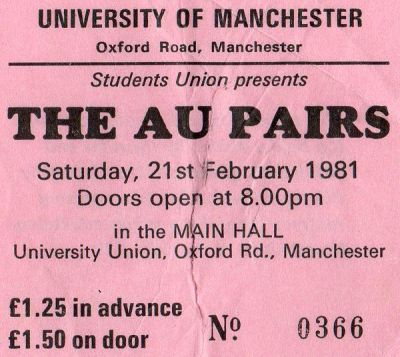 UNIVERSITY OF MANCHESTER
Oxford Road, Manchester
Students Union presents
THE AU PAIRS
Saturday, 21st February 1981
Doors open at 8.00pm
in the MAIN HALL
University Union, Oxford Rd., Manchester
£1.25 in advance
£1.50 on door
No. 0366